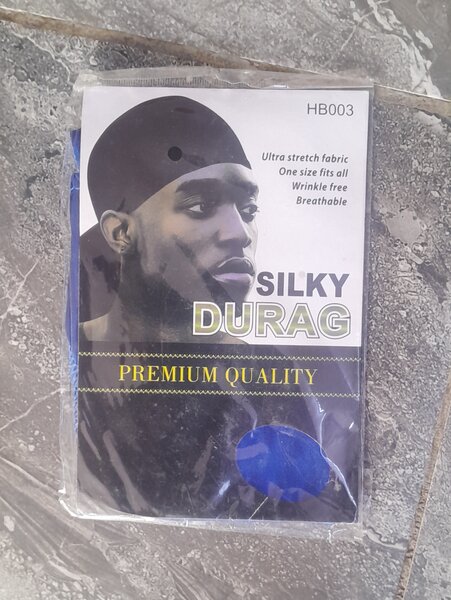 HB003
Ultra stretch fabric
One size fits all
Wrinkle free
Breathable
SILKY
DURAG
PREMIUM QUALITY